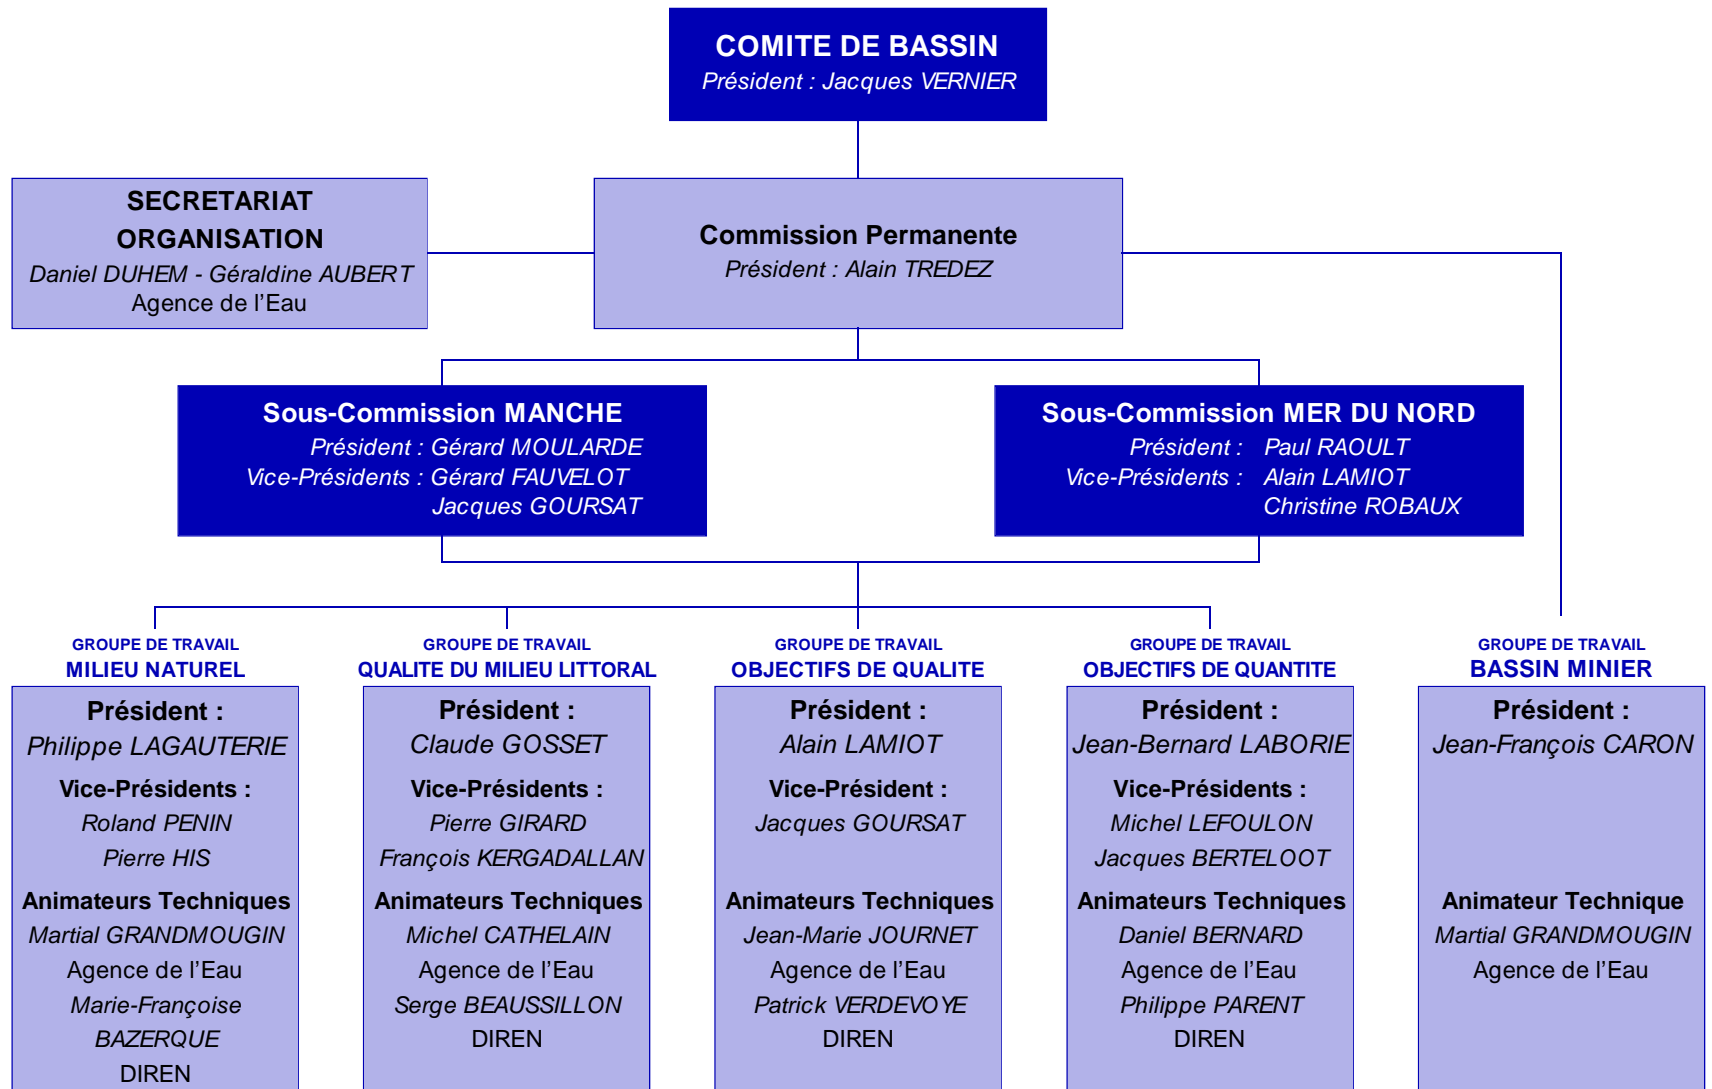 COMITE DE BASSIN
Président : Jacques VERNIER
SECRETARIAT
ORGANISATION
Daniel DUHEM - Géraldine AUBERT
Agence de l’Eau
Commission Permanente
Président : Alain TREDEZ
Sous-Commission MANCHE
Président : Gérard MOULARDE
Vice-Présidents : Gérard FAUVELOT
Jacques GOURSAT
Sous-Commission MER DU NORD
Président : Paul RAOULT
Vice-Présidents : Alain LAMIOT
Christine ROBAUX
GROUPE DE TRAVAIL
MILIEU NATUREL
Président :
Philippe LAGAUTERIE
Vice-Présidents :
Roland PENIN
Pierre HIS
Animateurs Techniques
Martial GRANDMOUGIN
Agence de l’Eau
Marie-Françoise
BAZERQUE
DIREN
GROUPE DE TRAVAIL
QUALITE DU MILIEU LITTORAL
Président :
Claude GOSSET
Vice-Présidents :
Pierre GIRARD
François KERGADALLAN
Animateurs Techniques
Michel CATHELAIN
Agence de l’Eau
Serge BEAUSSILLON
DIREN
GROUPE DE TRAVAIL
OBJECTIFS DE QUALITE
Président :
Alain LAMIOT
Vice-Président :
Jacques GOURSAT
Animateurs Techniques
Jean-Marie JOURNET
Agence de l’Eau
Patrick VERDEVOYE
DIREN
GROUPE DE TRAVAIL
OBJECTIFS DE QUANTITE
Président :
Jean-Bernard LABORIE
Vice-Présidents :
Michel LEFOULON
Jacques BERTELOOT
Animateurs Techniques
Daniel BERNARD
Agence de l’Eau
Philippe PARENT
DIREN
GROUPE DE TRAVAIL
BASSIN MINIER
Président :
Jean-François CARON
Animateur Technique
Martial GRANDMOUGIN
Agence de l’Eau